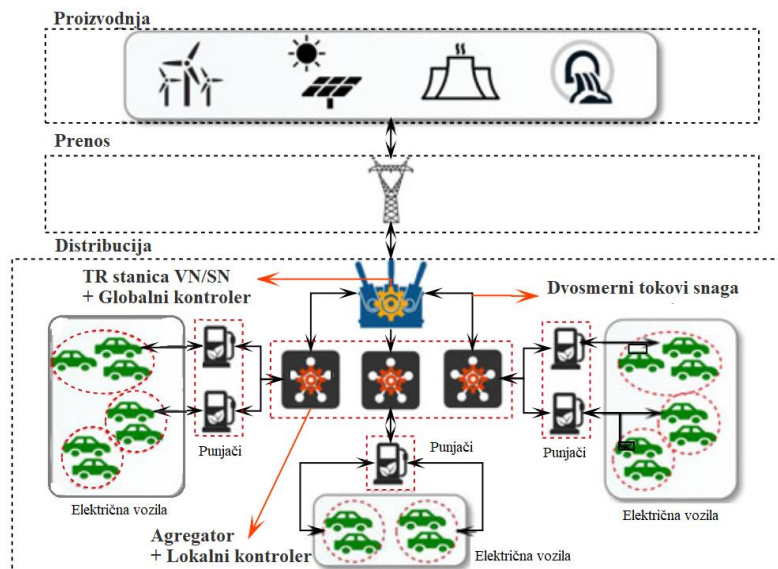 Proizvodnja
Prenos
Distribucija
TR stanica VN/SN
+ Globalni kontroler
Dvosmerni tokovi snaga
Punjači
Punjači
Punjači
Električna vozila
Električna vozila
Agregator
+ Lokalni kontroler
Električna vozila